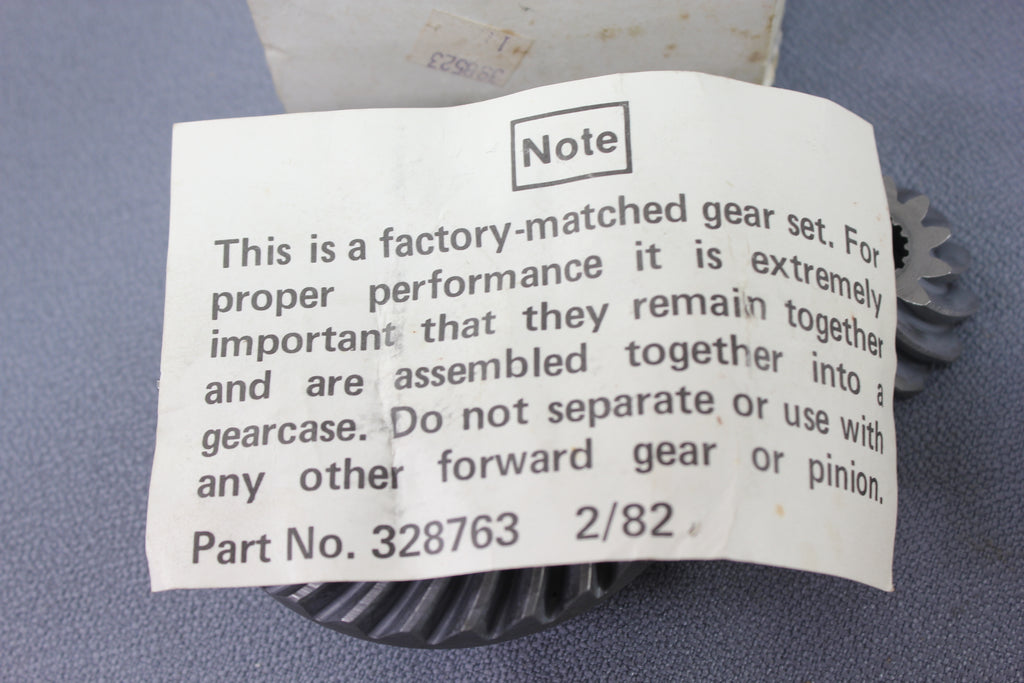 398523
1
Note
This is a factory-matched gear set. For
proper performance it is extremely
important that they remain together
and are assembled together into a
gearcase. Do not separate or use with
any other forward gear or pinion.
Part No. 328763 2/82